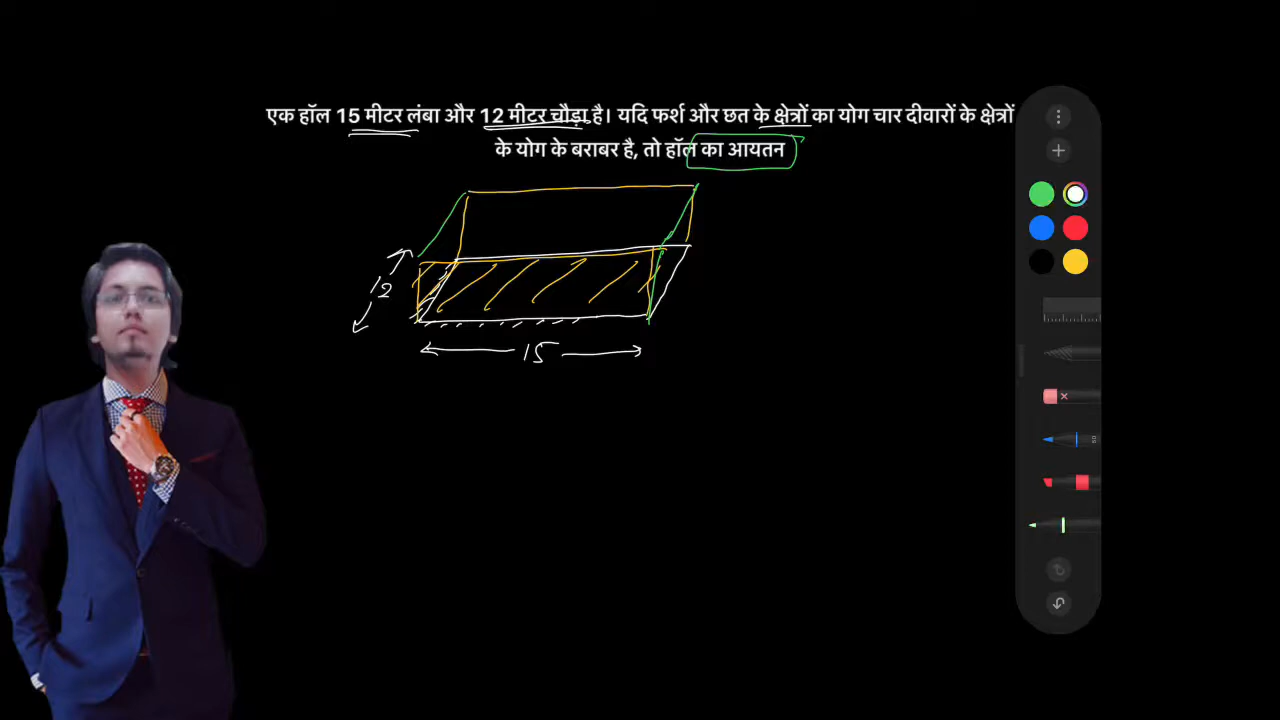 एक हॉल 15 मीटर लंबा और 12 मीटर चौड़ा है। यदि फर्श और छत के क्षेत्रों का योग चार दीवारों के क्षेत्रों
के योग के बराबर है, तो हॉल का आयतन
12
15